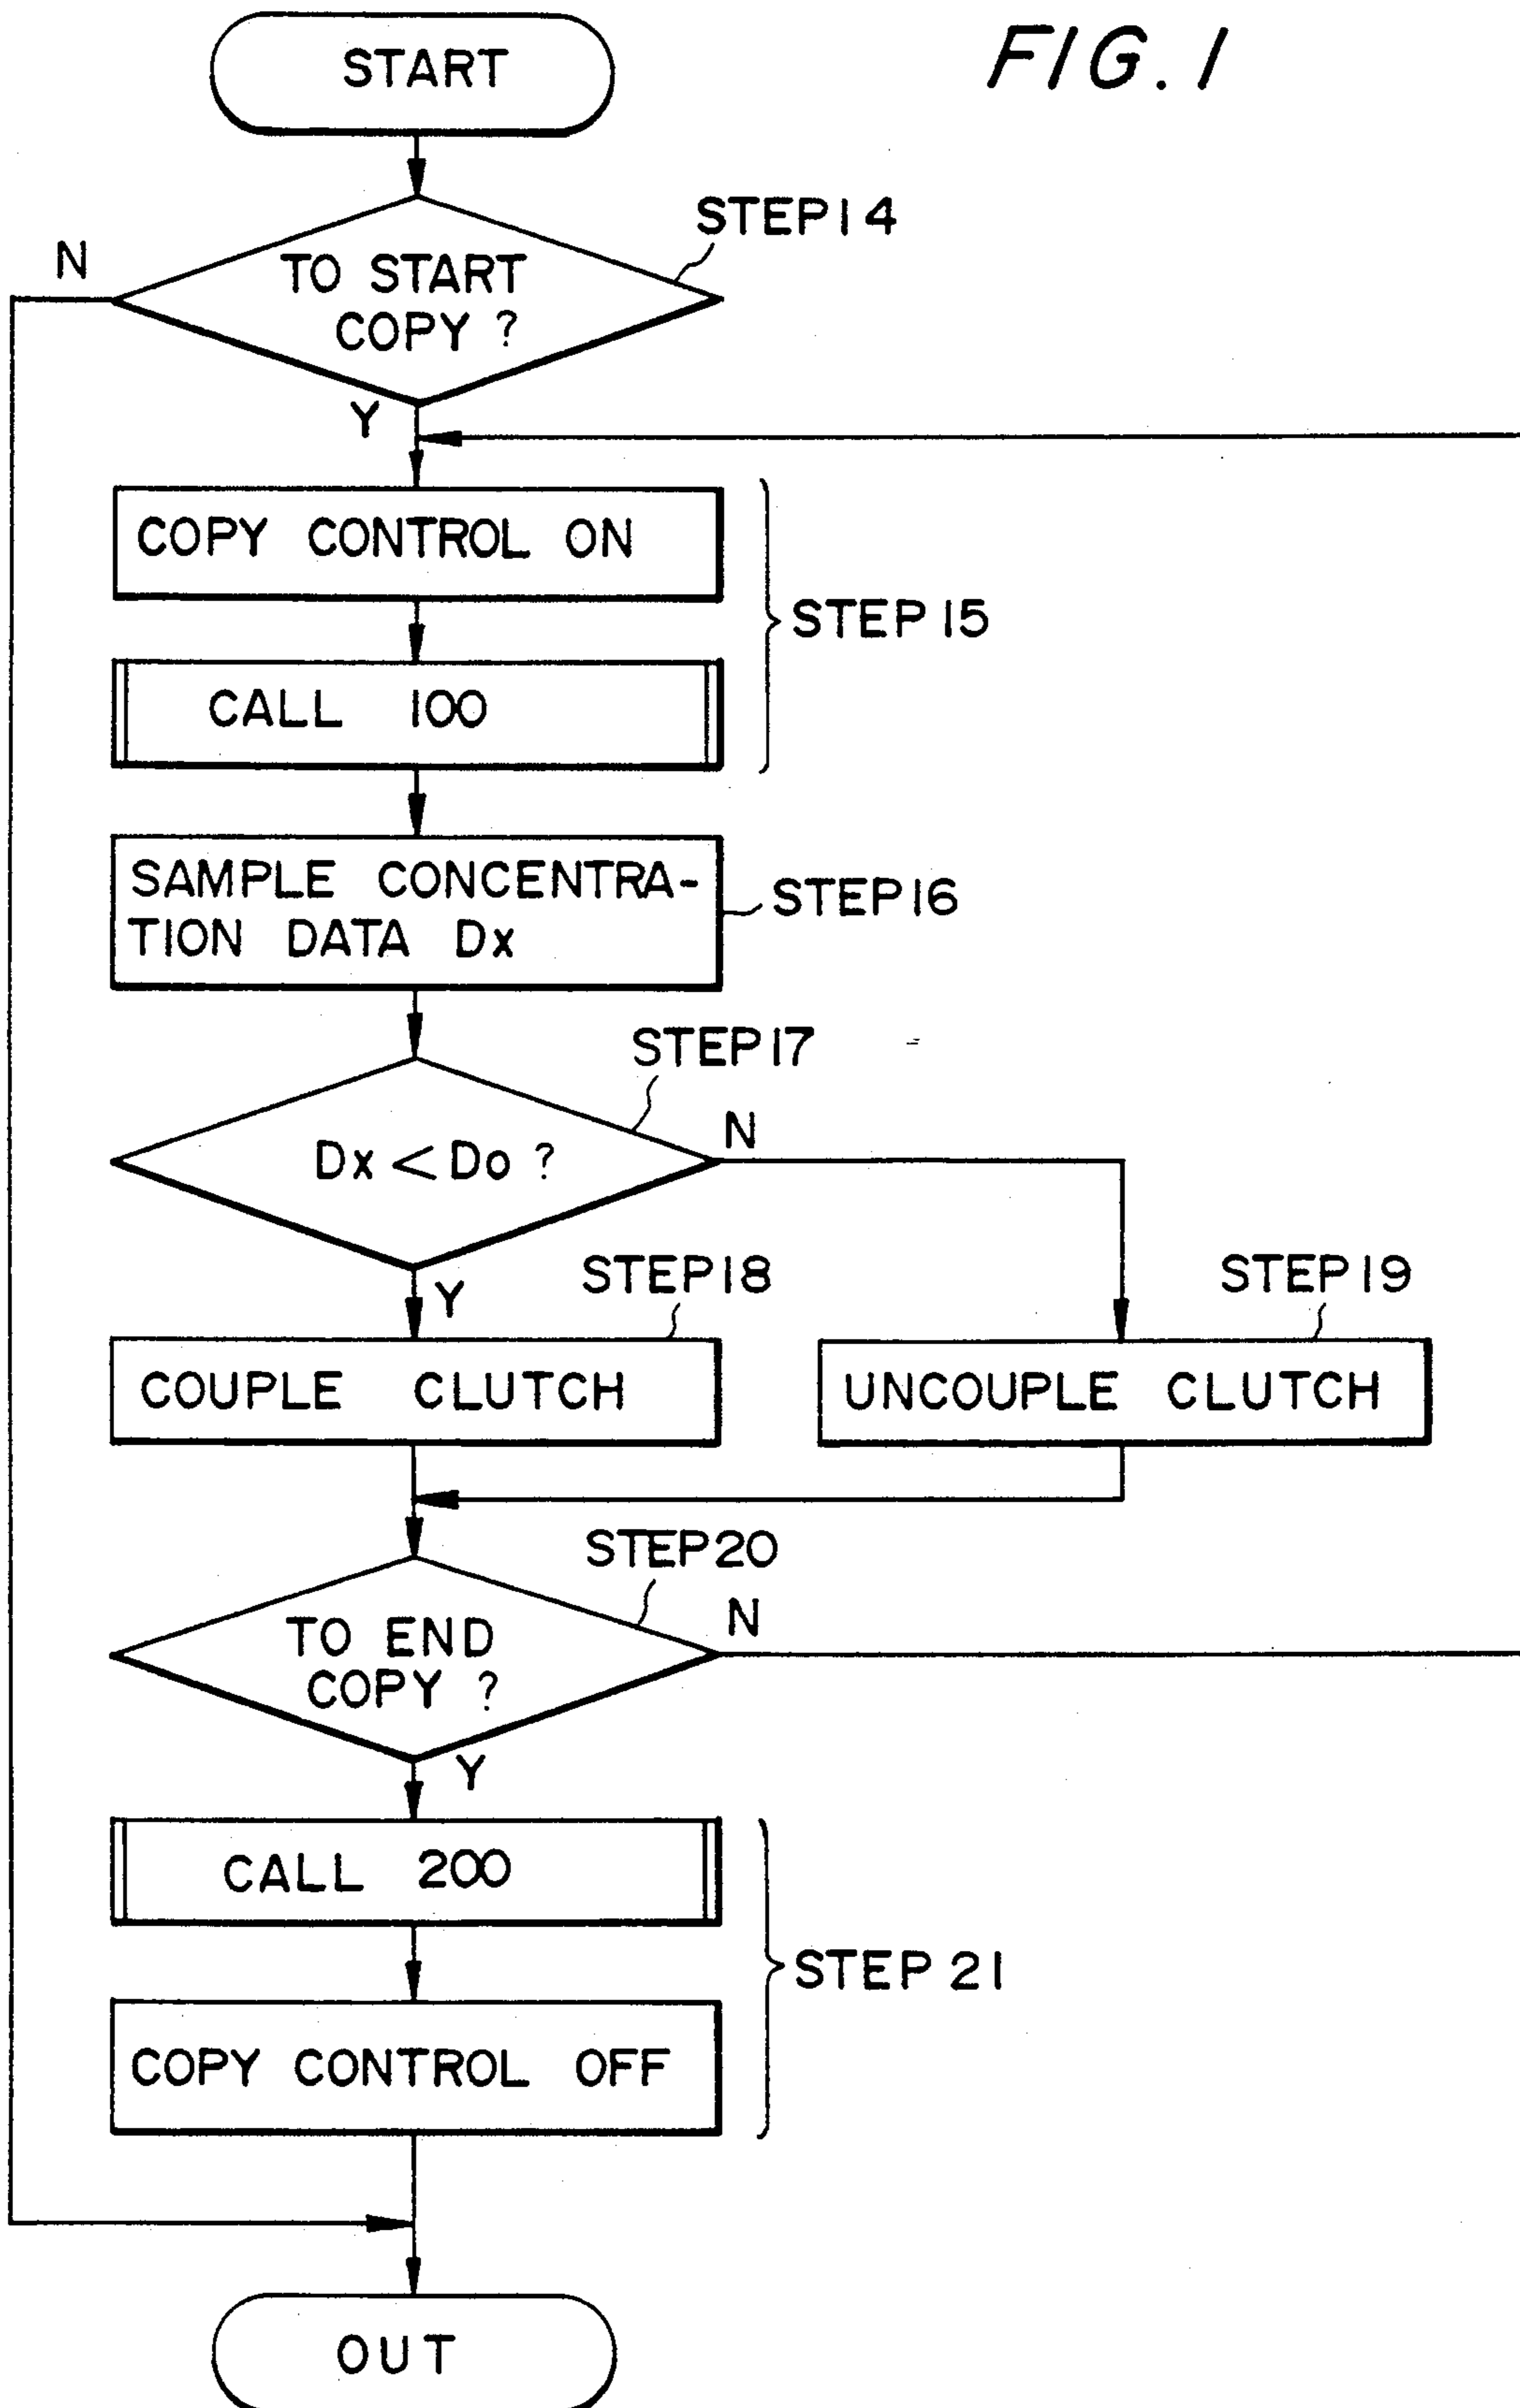 FIG. 1
START
STEP 14
N
TO START
COPY ?
Y
COPY CONTROL ON
STEP 15
CALL 100
SAMPLE CONCENTRA-
TION DATA Dx
STEP 16
STEP 17
N
Dx < Do ?
Y
STEP 18
STEP 19
COUPLE CLUTCH
UNCOUPLE CLUTCH
STEP 20
N
TO END
COPY ?
Y
CALL 200
STEP 21
COPY CONTROL OFF
OUT